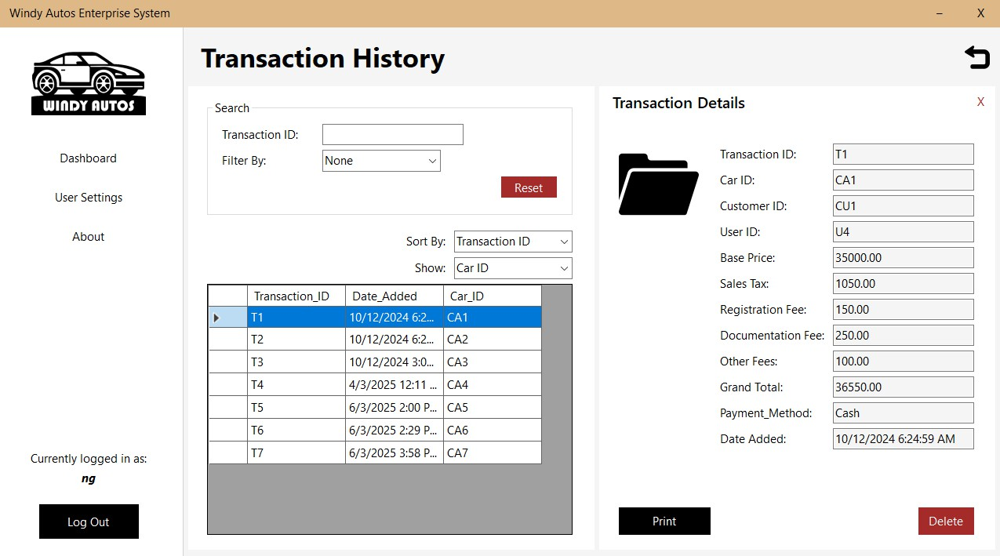 Windy Autos Enterprise System
– X
WINDY AUTOS
Dashboard
User Settings
About
Currently logged in as:
ng
Log Out
Transaction History
Search
Transaction ID:
Filter By: None
Reset
Sort By: Transaction ID
Show: Car ID
Transaction_ID Date_Added Car_ID
T1 10/12/2024 6:2... CA1
T2 10/12/2024 6:2... CA2
T3 10/12/2024 3:0... CA3
T4 4/3/2025 12:11 ... CA4
T5 6/3/2025 2:00 P... CA5
T6 6/3/2025 2:29 P... CA6
T7 6/3/2025 3:58 P... CA7
Transaction Details X
Transaction ID: T1
Car ID: CA1
Customer ID: CU1
User ID: U4
Base Price: 35000.00
Sales Tax: 1050.00
Registration Fee: 150.00
Documentation Fee: 250.00
Other Fees: 100.00
Grand Total: 36550.00
Payment_Method: Cash
Date Added: 10/12/2024 6:24:59 AM
Print Delete